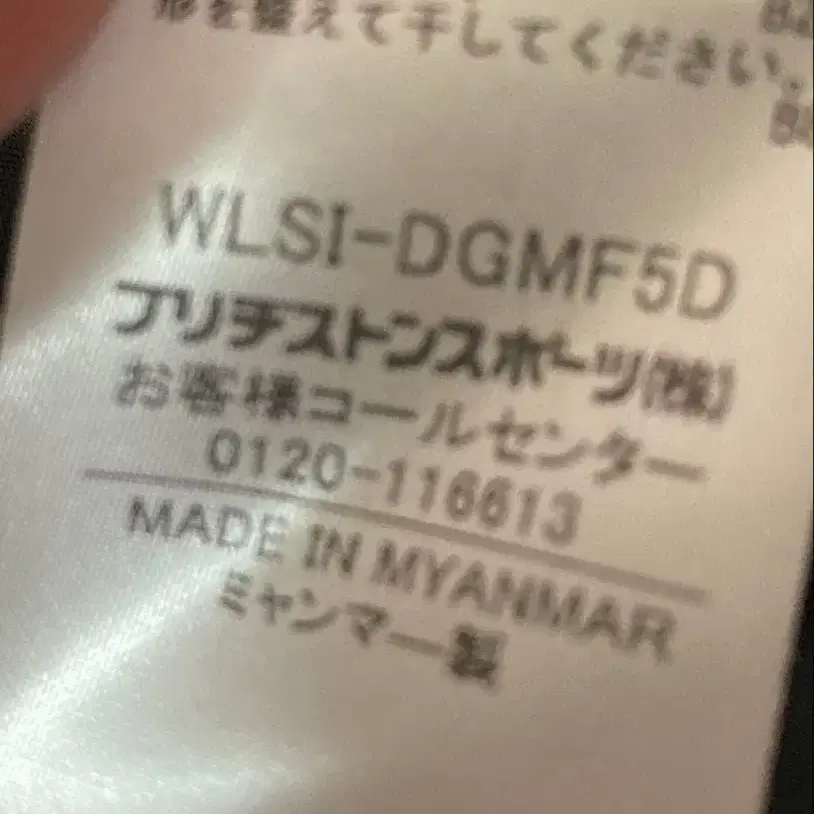 形を整えて干してください。
WLSI-DGMF5D
ブリヂストンスポーツ(株)
お客様コールセンター
0120-116613
MADE IN MYANMAR
ミャンマー製